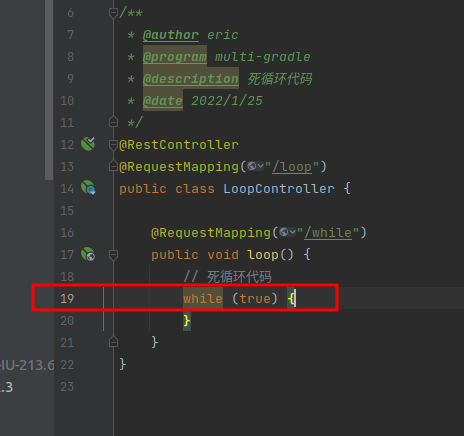 6 /**
7 * @author eric
8 * @program multi-gradle
9 * @description 死循环代码
10 * @date 2022/1/25
11 */
12 @RestController
13 @RequestMapping("/loop")
14 public class LoopController {
15
16 @RequestMapping("/while")
17 public void loop() {
18 // 死循环代码
19 while (true) {
20 }
21 }
22 }
23
-IU-213.6
.3